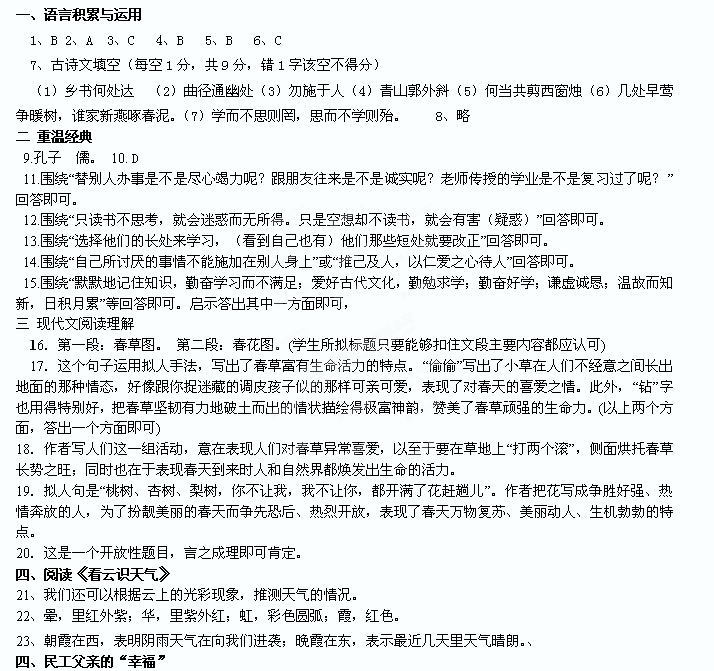 一、语言积累与运用
1、B 2、A 3、C 4、B 5、B 6、C
7、古诗文填空（每空1分，共9分，错1字该空不得分）
（1）乡书何处达 （2）曲径通幽处（3）勿施于人（4）青山郭外斜（5）何当共剪西窗烛（6）几处早莺
争暖树，谁家新燕啄春泥。（7）学而不思则罔，思而不学则殆。 8、略
二 重温经典
9.孔子 儒。 10.D
11.围绕“替别人办事是不是尽心竭力呢？跟朋友往来是不是诚实呢？老师传授的学业是不是复习过了呢？”
回答即可。
12.围绕“只读书不思考，就会迷惑而无所得。只是空想却不读书，就会有害（疑惑）”回答即可。
13.围绕“选择他们的长处来学习，（看到自己也有）他们那些短处就要改正”回答即可。
14.围绕“自己所讨厌的事情不能施加在别人身上”或“推己及人，以仁爱之心待人”回答即可。
15.围绕“默默地记住知识，勤奋学习而不满足；爱好古代文化，勤勉求学；勤奋好学；谦虚诚恳；温故而知
新，日积月累”等回答即可。启示答出其中一方面即可，
三 现代文阅读理解
16．第一段：春草图。 第二段：春花图。(学生所拟标题只要能够扣住文段主要内容都应认可)
17．这个句子运用拟人手法，写出了春草富有生命活力的特点。“偷偷”写出了小草在人们不经意之间长出
地面的那种情态，好像跟你捉迷藏的调皮孩子似的那样可亲可爱，表现了对春天的喜爱之情。此外，“钻”字
也用得特别好，把春草坚韧有力地破土而出的情状描绘得极富神韵，赞美了春草顽强的生命力。(以上两个方
面，答出一个方面即可)
18．作者写人们这一组活动，意在表现人们对春草异常喜爱，以至于要在草地上“打两个滚”，侧面烘托春草
长势之旺；同时也在于表现春天到来时人和自然界都焕发出生命的活力。
19．拟人句是“桃树、杏树、梨树，你不让我，我不让你，都开满了花赶趟儿”。作者把花写成争胜好强、热
情奔放的人，为了扮靓美丽的春天而争先恐后、热烈开放，表现了春天万物复苏、美丽动人、生机勃勃的特
点。
20．这是一个开放性题目，言之成理即可肯定。
四、阅读《看云识天气》
21、我们还可以根据云上的光彩现象，推测天气的情况。
22、晕，里红外紫；华，里紫外红；虹，彩色圆弧；霞，红色。
23、朝霞在西，表明阴雨天气在向我们进袭；晚霞在东，表示最近几天里天气晴朗。、
四、民工父亲的“幸福”